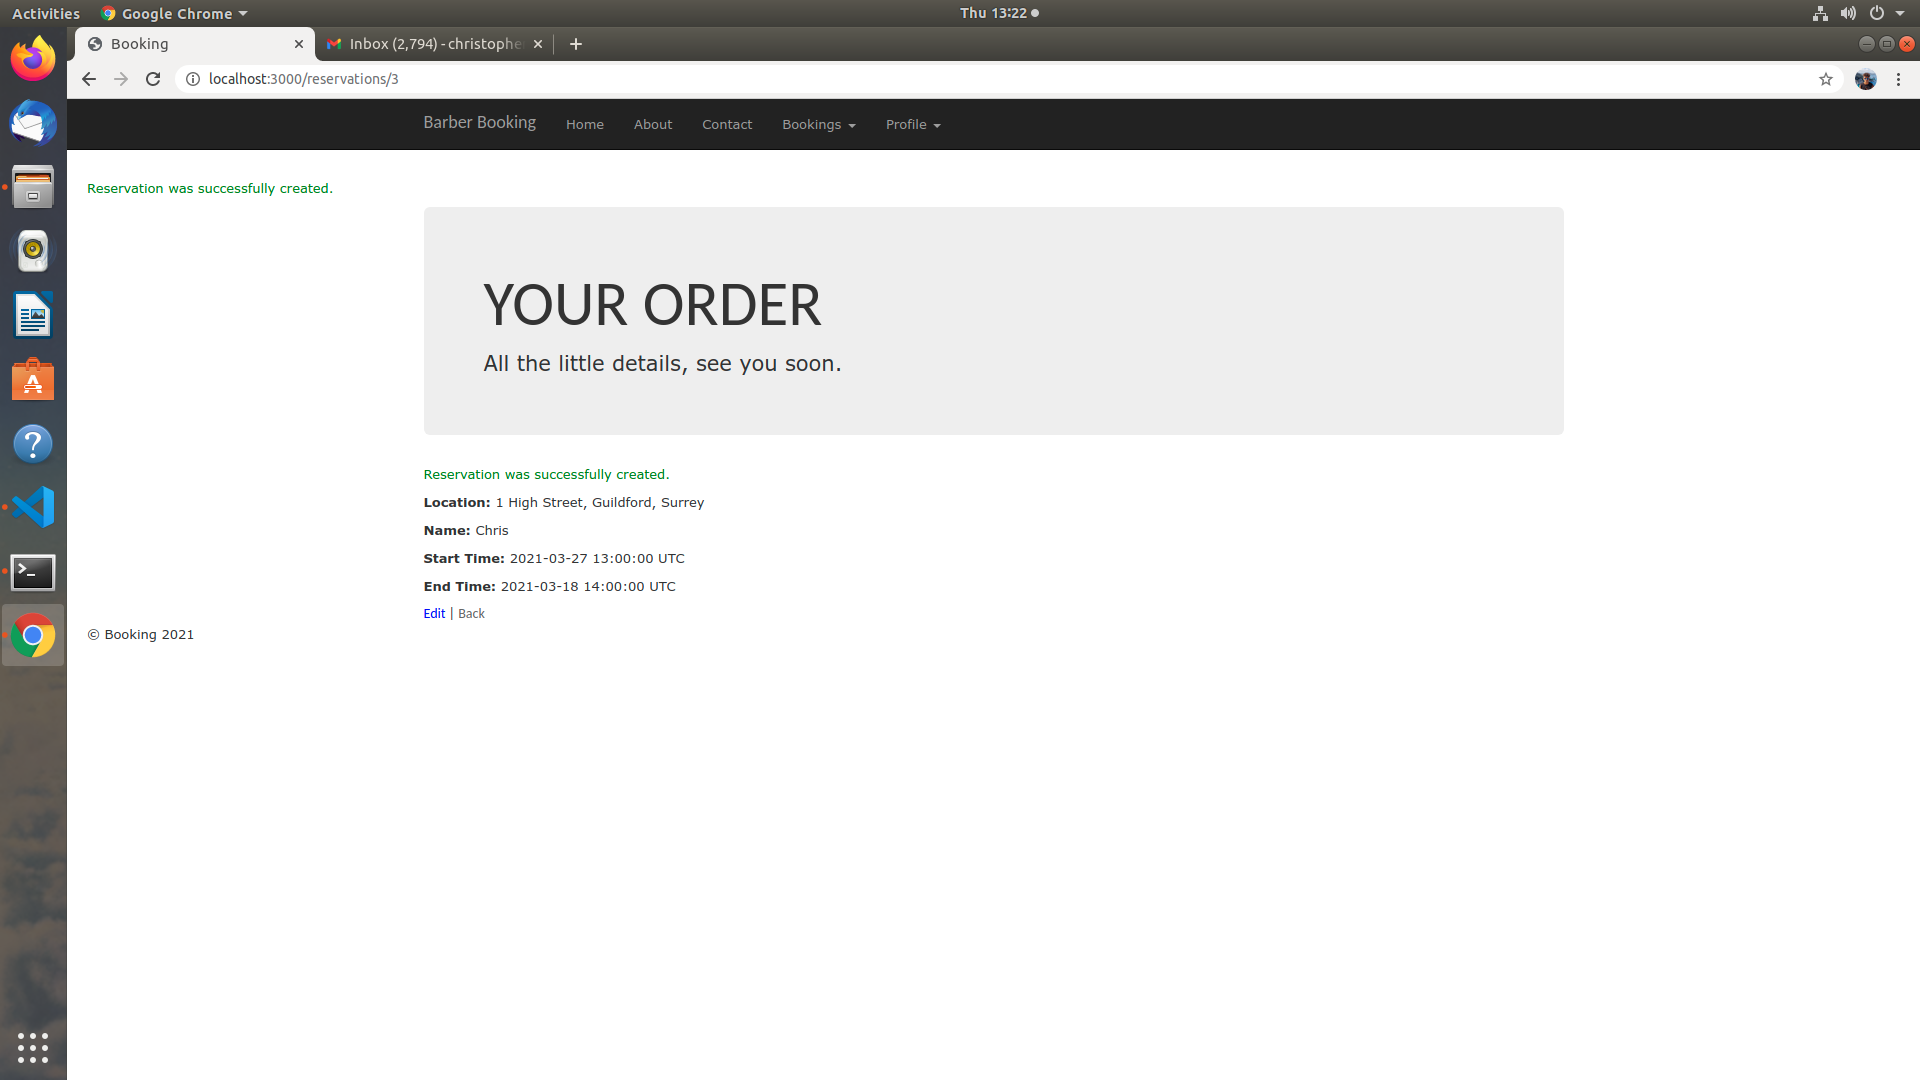 Activities Google Chrome Thu 13:22
Booking Inbox (2,794) - christophe
localhost:3000/reservations/3
Barber Booking Home About Contact Bookings Profile
Reservation was successfully created.
YOUR ORDER
All the little details, see you soon.
Reservation was successfully created.
Location: 1 High Street, Guildford, Surrey
Name: Chris
Start Time: 2021-03-27 13:00:00 UTC
End Time: 2021-03-18 14:00:00 UTC
Edit | Back
© Booking 2021